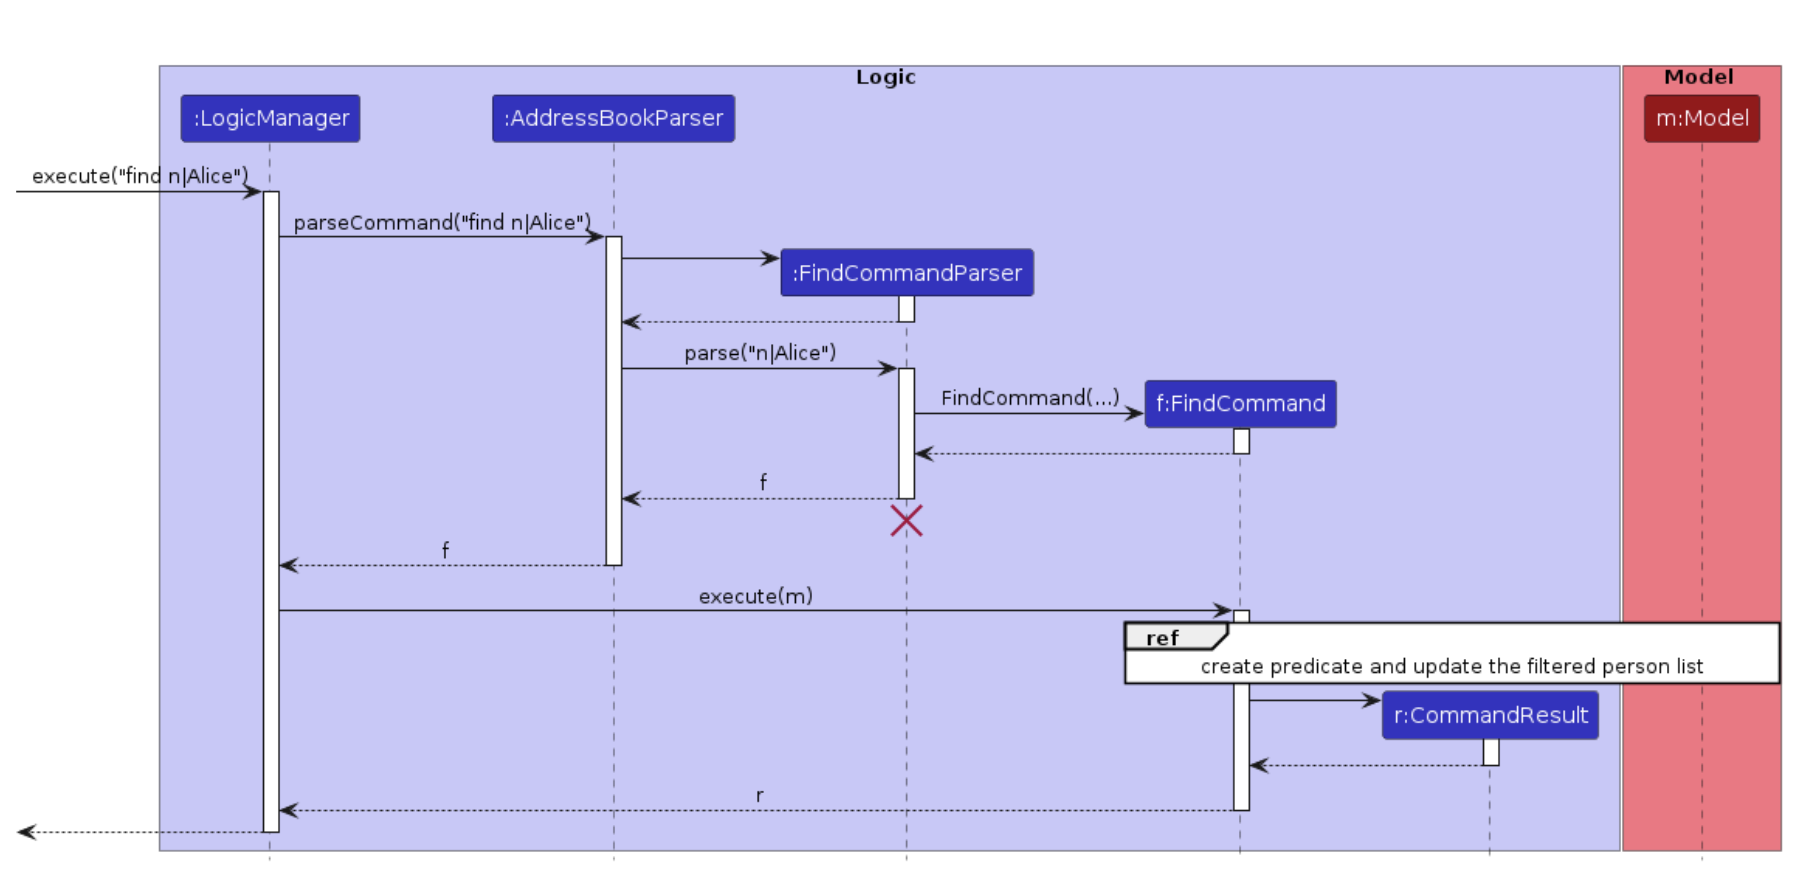 Logic
Model
:LogicManager
:AddressBookParser
m:Model
execute("find n|Alice")
parseCommand("find n|Alice")
:FindCommandParser
parse("n|Alice")
FindCommand(...)
f:FindCommand
f
f
execute(m)
ref
create predicate and update the filtered person list
r:CommandResult
r